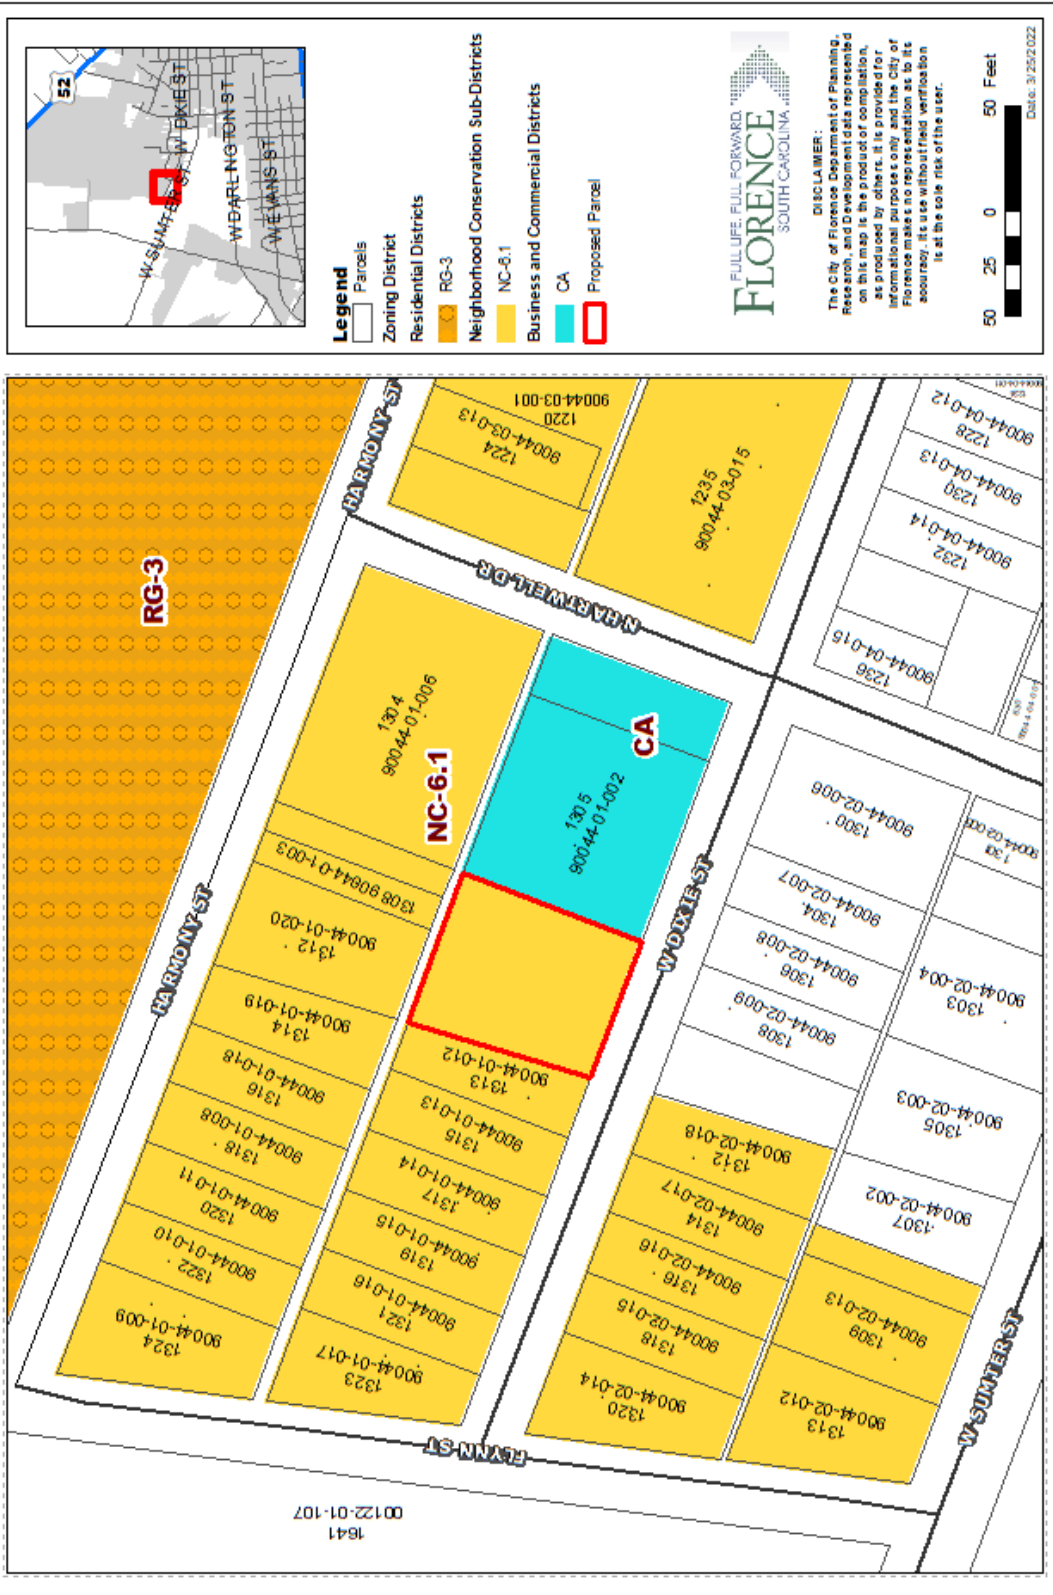 52
W SUMTER ST
W DIXIE ST
W DARLINGTON ST
W EVANS ST
Legend
Parcels
Zoning District
Residential Districts
RG-3
Neighborhood Conservation Sub-Districts
NC-6.1
Business and Commercial Districts
CA
Proposed Parcel
FULL LIFE. FULL FORWARD.
FLORENCE
SOUTH CAROLINA
DISCLAIMER:
The City of Florence Department of Planning,
Research, and Development data represented
on this map is the product of compilation,
as produced by others. It is provided for
informational purposes only and the City of
Florence makes no representation as to its
accuracy. Its use without field verification
is at the sole risk of the user.
50 25 0 50 Feet
Date: 3/25/2022
RG-3
NC-6.1
CA
HARMONY ST
HARMONY ST
N HARTWELL DR
W DIXIE ST
FLYNN ST
W SUMTER ST
1641
00122-01-107
1324
90044-01-009
1322
90044-01-010
1320
90044-01-011
1318
90044-01-008
1316
90044-01-018
1314
90044-01-019
1312
90044-01-020
1308 90044-01-003
1304
90044-01-006
1323
90044-01-017
1321
90044-01-016
1319
90044-01-015
1317
90044-01-014
1315
90044-01-013
1313
90044-01-012
1305
90044-01-002
1224
90044-03-013
1220
90044-03-001
1235
90044-03-015
1320
90044-02-014
1318
90044-02-015
1316
90044-02-016
1314
90044-02-017
1312
90044-02-018
1308
90044-02-009
1306
90044-02-008
1304
90044-02-007
1300
90044-02-006
1313
90044-02-012
1309
90044-02-013
1307
90044-02-002
1305
90044-02-003
1303
90044-02-004
1301
1236
90044-04-015
1232
90044-04-014
1230
90044-04-013
1228
90044-04-012